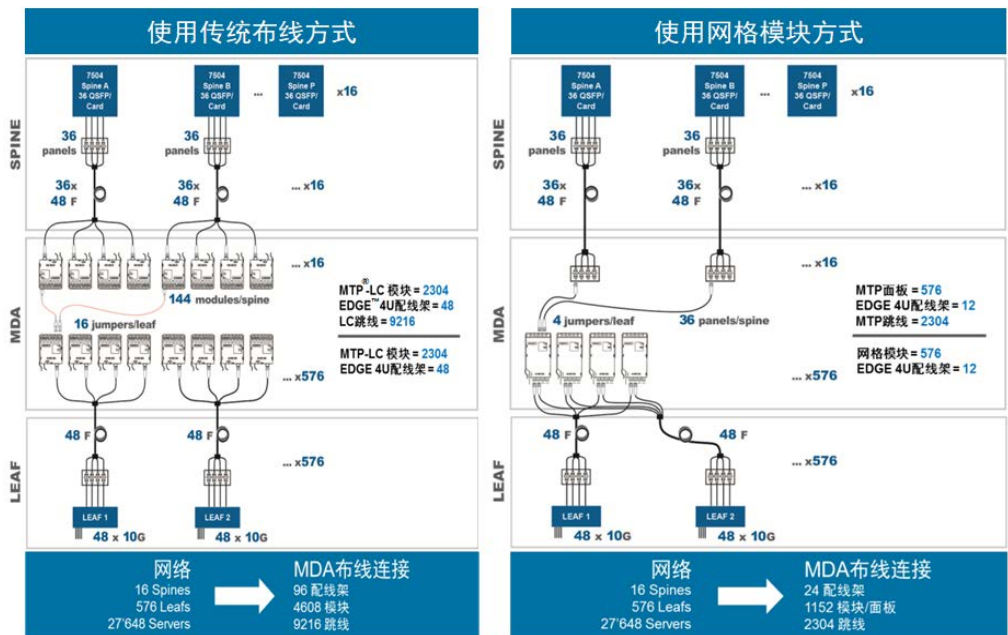 使用传统布线方式
SPINE
7504
Spine A
36 QSFP/
Card
7504
Spine B
36 QSFP/
Card
...
7504
Spine P
36 QSFP/
Card
x16
36
panels
36
panels
36x
48 F
36x
48 F
... x16
MDA
... x16
144 modules/spine
16 jumpers/leaf
MTP®-LC 模块 = 2304
EDGE™ 4U配线架 = 48
LC跳线 = 9216
MTP-LC 模块 = 2304
EDGE 4U配线架 = 48
... x576
LEAF
48 F
48 F
... x576
LEAF 1
LEAF 2
48 x 10G
48 x 10G
网络
16 Spines
576 Leafs
27'648 Servers
MDA布线连接
96 配线架
4608 模块
9216 跳线
使用网格模块方式
SPINE
7504
Spine A
36 QSFP/
Card
7504
Spine B
36 QSFP/
Card
...
7504
Spine P
36 QSFP/
Card
x16
36
panels
36
panels
36x
48 F
36x
48 F
... x16
MDA
... x16
4 jumpers/leaf
36 panels/spine
MTP面板 = 576
EDGE 4U配线架 = 12
MTP跳线 = 2304
网格模块 = 576
EDGE 4U配线架 = 12
... x576
LEAF
48 F
48 F
... x576
LEAF 1
LEAF 2
48 x 10G
48 x 10G
网络
16 Spines
576 Leafs
27'648 Servers
MDA布线连接
24 配线架
1152 模块/面板
2304 跳线